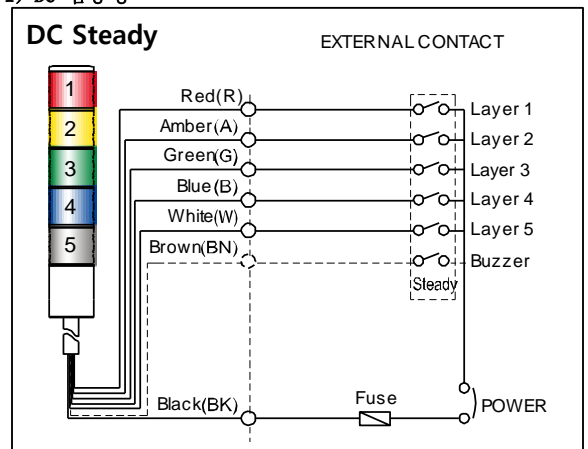 DC Steady
EXTERNAL CONTACT
1
2
3
4
5
Red(R)
Layer 1
Amber(A)
Layer 2
Green(G)
Layer 3
Blue(B)
Layer 4
White(W)
Layer 5
Brown(BN)
Buzzer
Steady
Black(BK)
Fuse
POWER